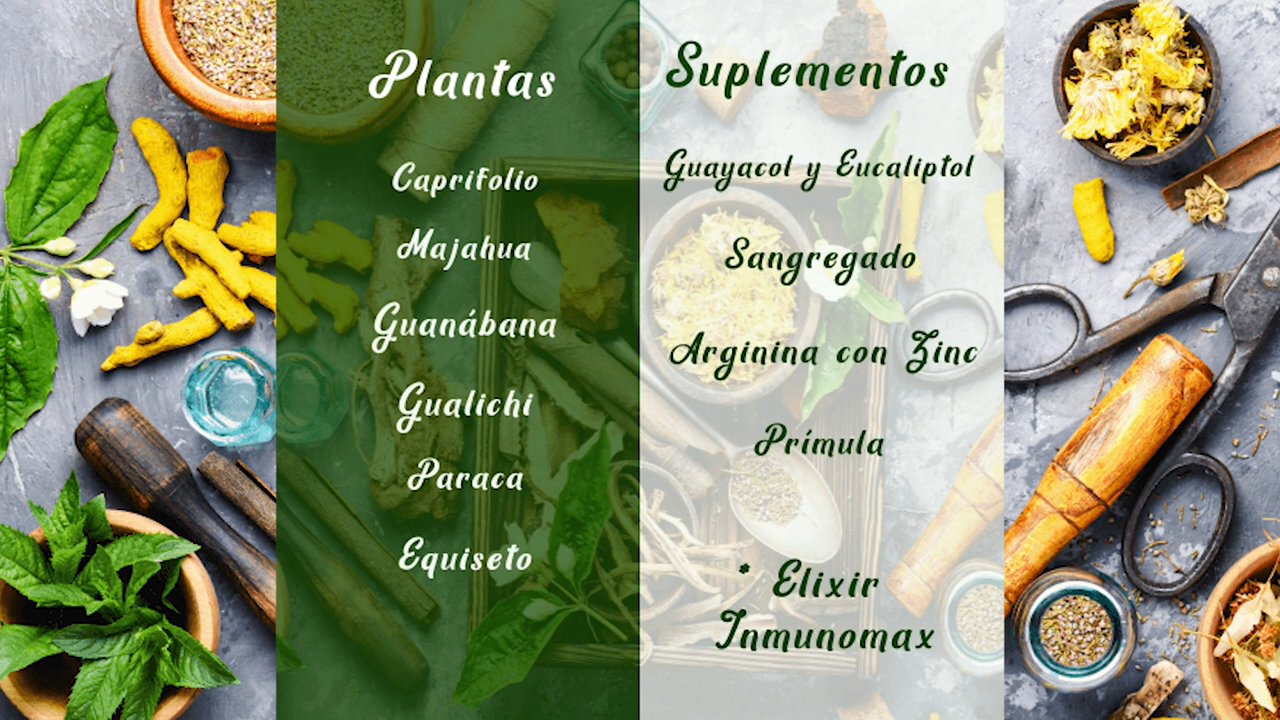 Plantas
Caprifolio
Majahua
Guanábana
Gualichi
Paraca
Equiseto
Suplementos
Guayacol y Eucaliptol
Sangregado
Arginina con Zinc
Prímula
* Elixir
Inmunomax